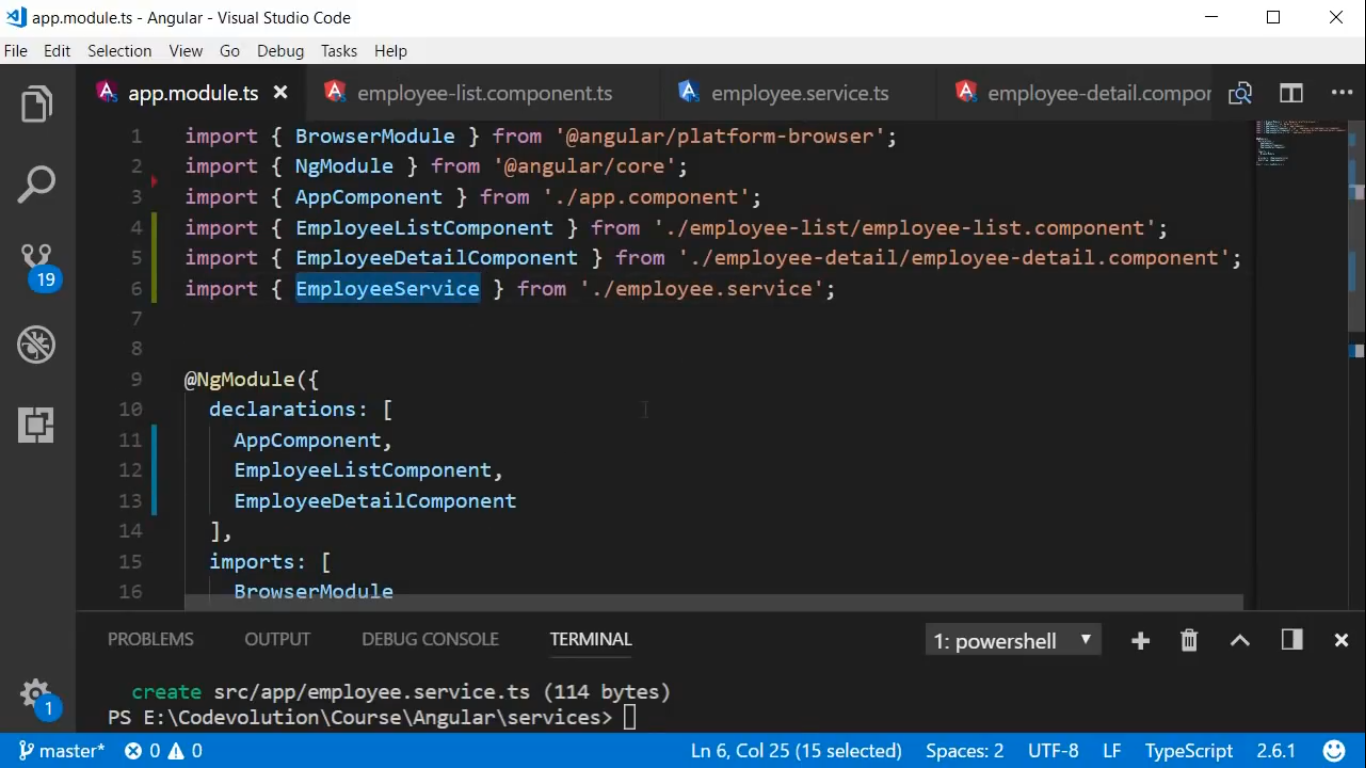 app.module.ts - Angular - Visual Studio Code
File Edit Selection View Go Debug Tasks Help
app.module.ts employee-list.component.ts employee.service.ts employee-detail.compor
1 import { BrowserModule } from '@angular/platform-browser';
2 import { NgModule } from '@angular/core';
3 import { AppComponent } from './app.component';
4 import { EmployeeListComponent } from './employee-list/employee-list.component';
5 import { EmployeeDetailComponent } from './employee-detail/employee-detail.component';
6 import { EmployeeService } from './employee.service';
7
8
9 @NgModule({
10 declarations: [
11 AppComponent,
12 EmployeeListComponent,
13 EmployeeDetailComponent
14 ],
15 imports: [
16 BrowserModule
19
PROBLEMS OUTPUT DEBUG CONSOLE TERMINAL 1: powershell
create src/app/employee.service.ts (114 bytes)
PS E:\Codevolution\Course\Angular\services>
1
master* 0 0 Ln 6, Col 25 (15 selected) Spaces: 2 UTF-8 LF TypeScript 2.6.1